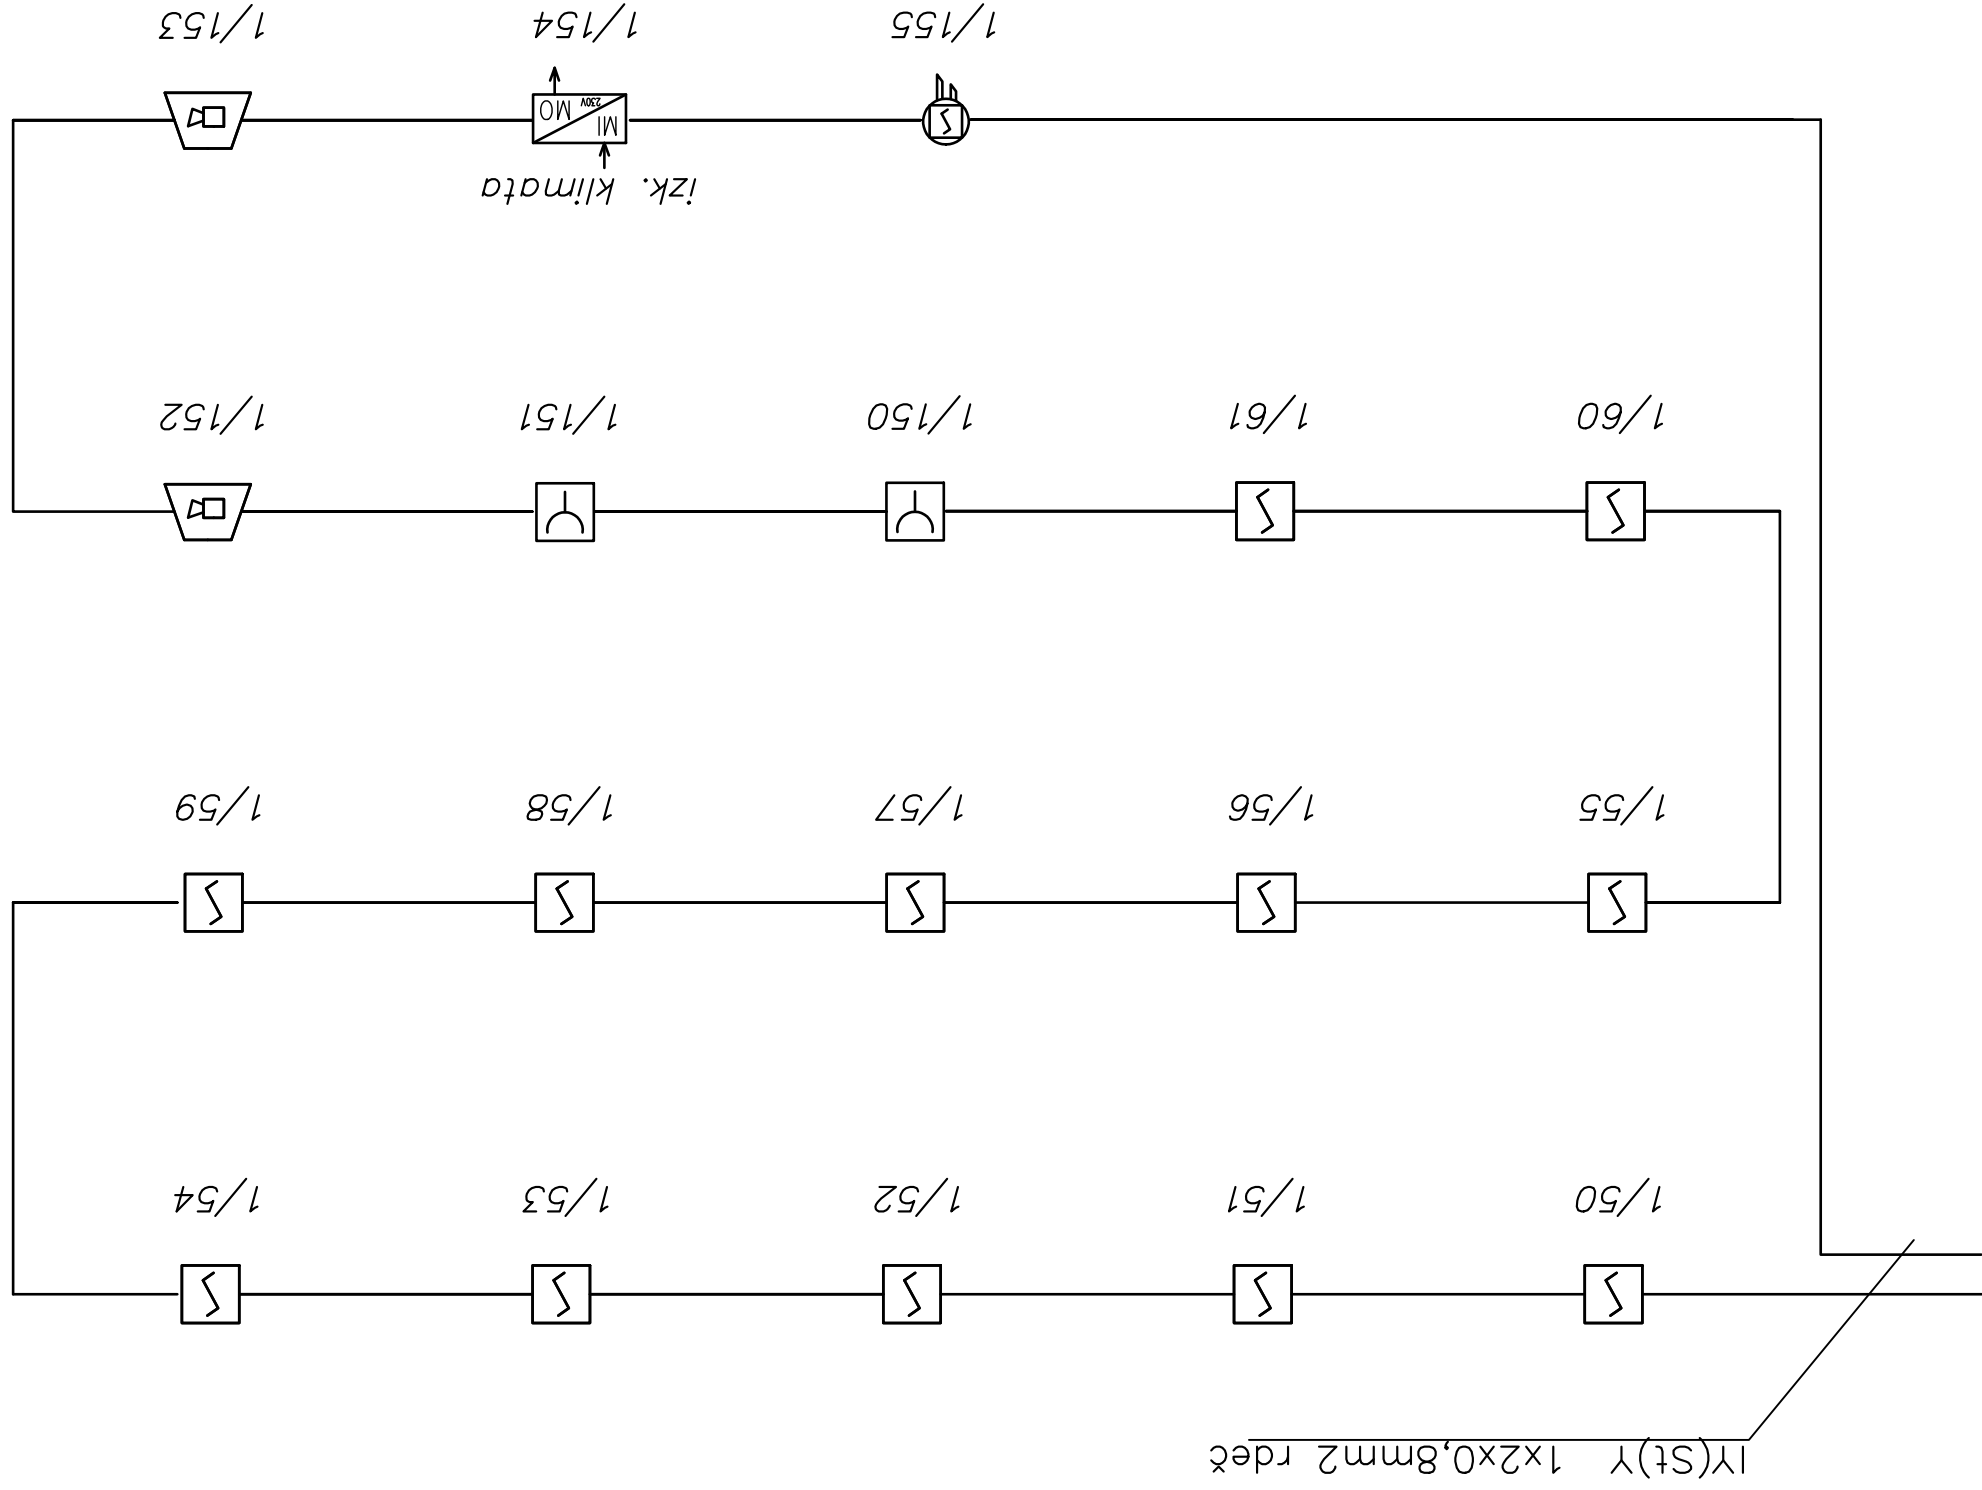 IY(St)Y 1x2x0,8mm2 rdeč
1/50 1/51 1/52 1/53 1/54
1/55 1/56 1/57 1/58 1/59
1/60 1/61 1/150 1/151 1/152
izk. klimata
MI
230V MO
1/155 1/154 1/153